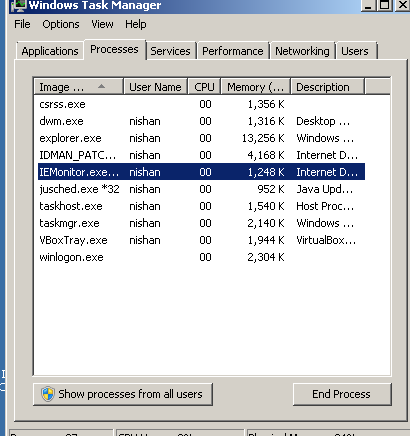 Windows Task Manager
File Options View Help
Applications Processes Services Performance Networking Users
Image ... User Name CPU Memory (... Description
csrss.exe 00 1,356 K
dwm.exe nishan 00 1,316 K Desktop ...
explorer.exe nishan 00 13,256 K Windows ...
IDMAN_PATC... nishan 00 4,168 K Internet D...
IEMonitor.exe... nishan 00 1,248 K Internet D...
jusched.exe *32 nishan 00 952 K Java Upd...
taskhost.exe nishan 00 1,540 K Host Proc...
taskmgr.exe nishan 00 2,140 K Windows ...
VBoxTray.exe nishan 00 1,944 K VirtualBox...
winlogon.exe 00 2,304 K
Show processes from all users End Process